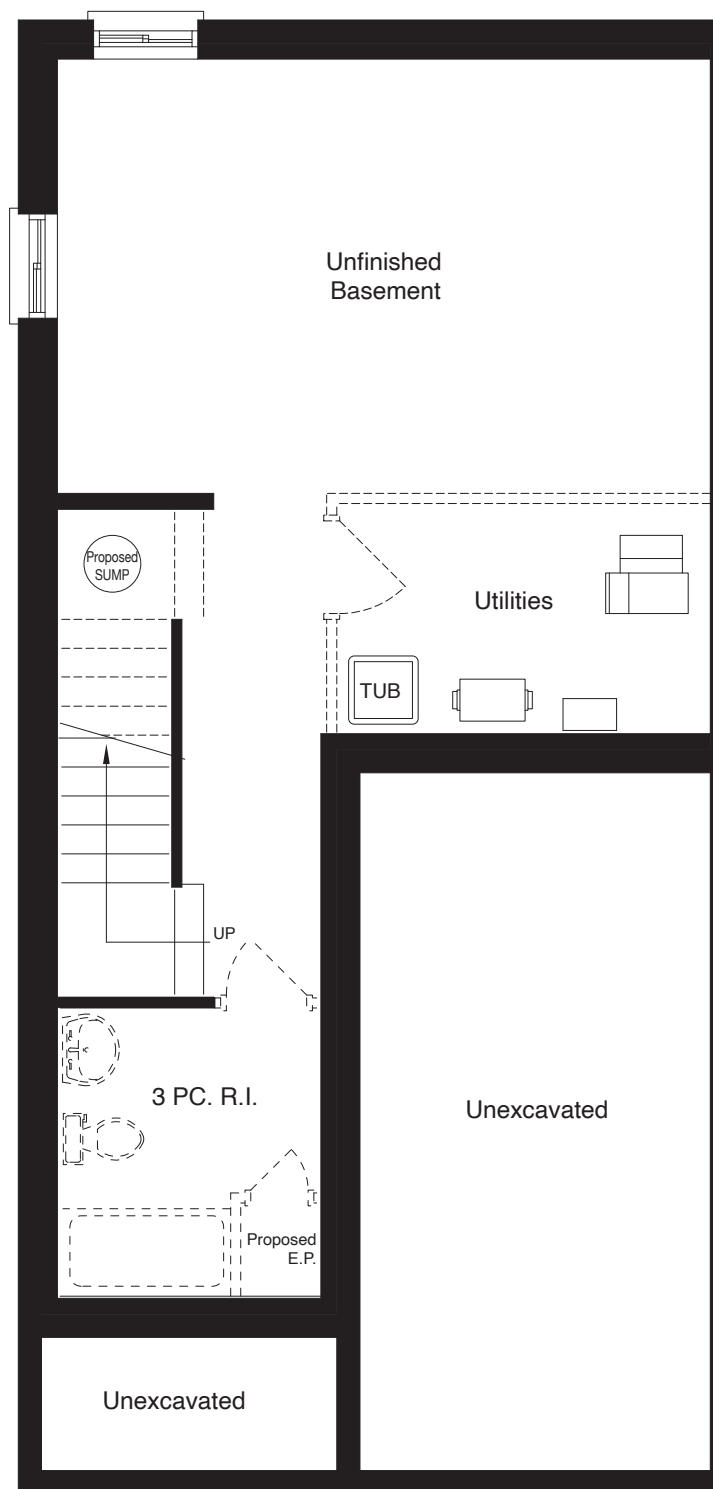 Unfinished
Basement
Proposed
SUMP
Utilities
TUB
UP
3 PC. R.I.
Unexcavated
Proposed
E.P.
Unexcavated